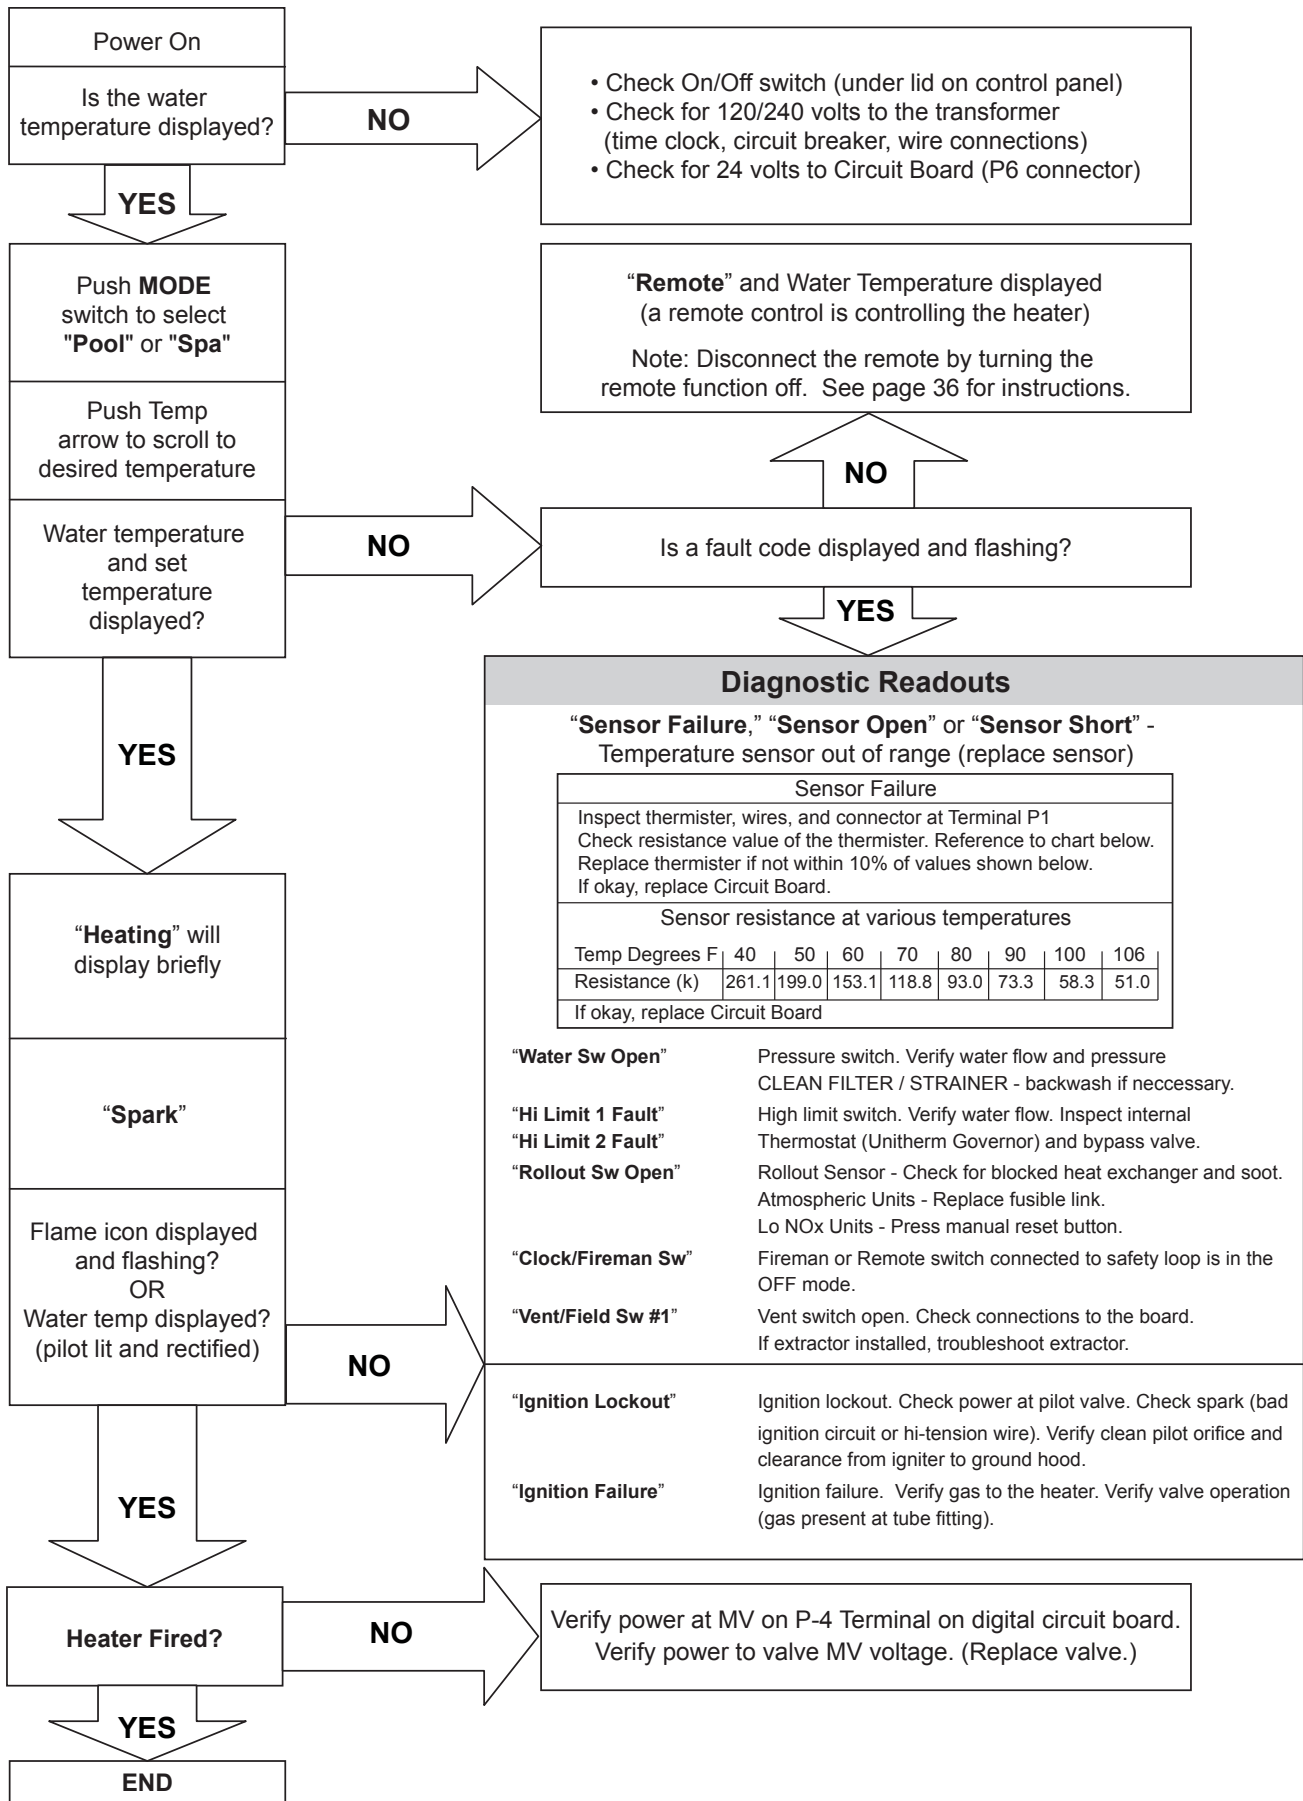 Power On
Is the water
temperature displayed?
NO
• Check On/Off switch (under lid on control panel)
• Check for 120/240 volts to the transformer
(time clock, circuit breaker, wire connections)
• Check for 24 volts to Circuit Board (P6 connector)
YES
Push MODE
switch to select
"Pool" or "Spa"
Push Temp
arrow to scroll to
desired temperature
Water temperature
and set
temperature
displayed?
NO
Is a fault code displayed and flashing?
NO
“Remote” and Water Temperature displayed
(a remote control is controlling the heater)
Note: Disconnect the remote by turning the
remote function off.  See page 36 for instructions.
YES
Diagnostic Readouts
“Sensor Failure,” “Sensor Open” or “Sensor Short” -
Temperature sensor out of range (replace sensor)
Sensor Failure
Inspect thermister, wires, and connector at Terminal P1
Check resistance value of the thermister. Reference to chart below.
Replace thermister if not within 10% of values shown below.
If okay, replace Circuit Board.
Sensor resistance at various temperatures
Temp Degrees F 40 50 60 70 80 90 100 106
Resistance (k) 261.1 199.0 153.1 118.8 93.0 73.3 58.3 51.0
If okay, replace Circuit Board
“Water Sw Open” Pressure switch. Verify water flow and pressure
CLEAN FILTER / STRAINER - backwash if neccessary.
“Hi Limit 1 Fault” High limit switch. Verify water flow. Inspect internal
“Hi Limit 2 Fault” Thermostat (Unitherm Governor) and bypass valve.
“Rollout Sw Open” Rollout Sensor - Check for blocked heat exchanger and soot.
Atmospheric Units - Replace fusible link.
Lo NOx Units - Press manual reset button.
“Clock/Fireman Sw” Fireman or Remote switch connected to safety loop is in the
OFF mode.
“Vent/Field Sw #1” Vent switch open. Check connections to the board.
If extractor installed, troubleshoot extractor.
“Ignition Lockout” Ignition lockout. Check power at pilot valve. Check spark (bad
ignition circuit or hi-tension wire). Verify clean pilot orifice and
clearance from igniter to ground hood.
“Ignition Failure” Ignition failure.  Verify gas to the heater. Verify valve operation
(gas present at tube fitting).
YES
“Heating” will
display briefly
“Spark”
Flame icon displayed
and flashing?
OR
Water temp displayed?
(pilot lit and rectified)
NO
YES
Heater Fired?
NO
Verify power at MV on P-4 Terminal on digital circuit board.
Verify power to valve MV voltage. (Replace valve.)
YES
END